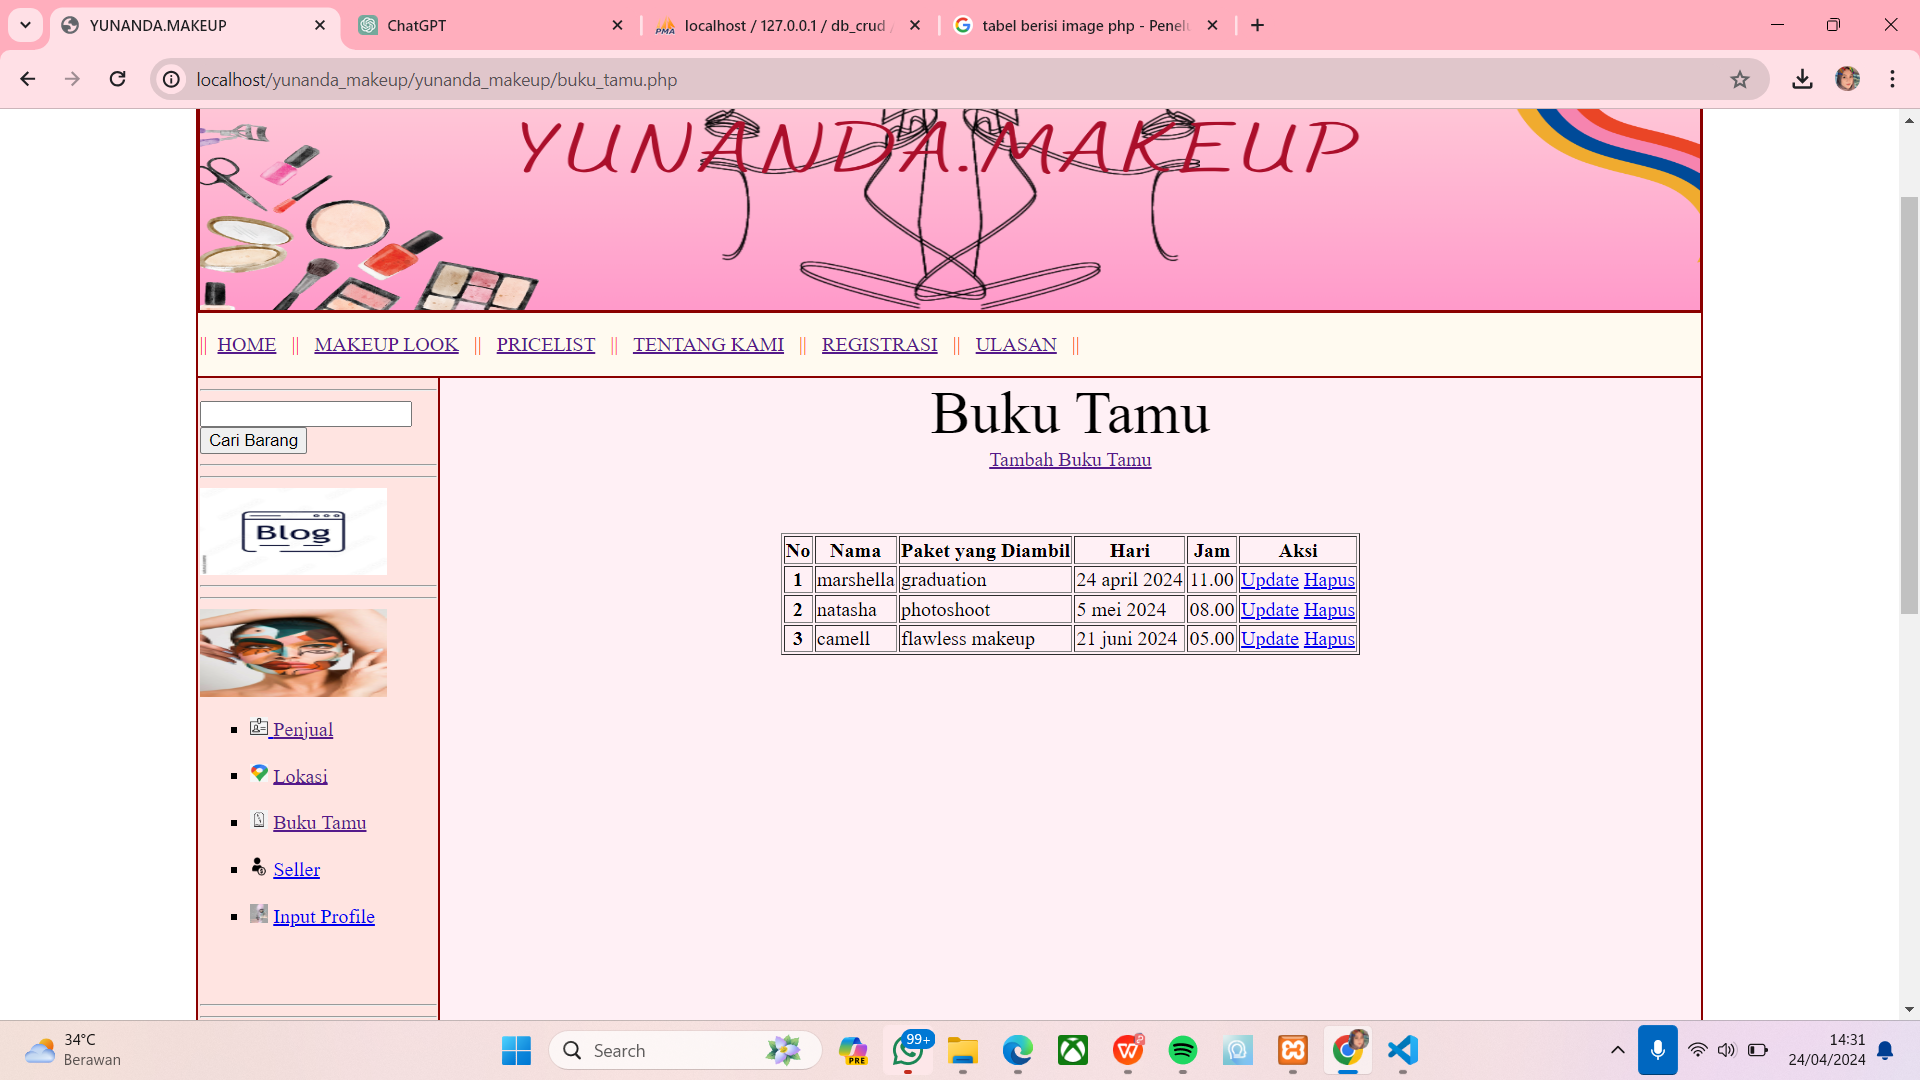 YUNANDA.MAKEUP
ChatGPT
localhost / 127.0.0.1 / db_crud
tabel berisi image php - Penel
localhost/yunanda_makeup/yunanda_makeup/buku_tamu.php
YUNANDA.MAKEUP
|| HOME || MAKEUP LOOK || PRICELIST || TENTANG KAMI || REGISTRASI || ULASAN ||
Cari Barang
Blog
Penjual
Lokasi
Buku Tamu
Seller
Input Profile
Buku Tamu
Tambah Buku Tamu
No Nama Paket yang Diambil Hari Jam Aksi
1 marshella graduation 24 april 2024 11.00 Update Hapus
2 natasha photoshoot 5 mei 2024 08.00 Update Hapus
3 camell flawless makeup 21 juni 2024 05.00 Update Hapus
34°C
Berawan
Search
PRE
99+
14:31
24/04/2024